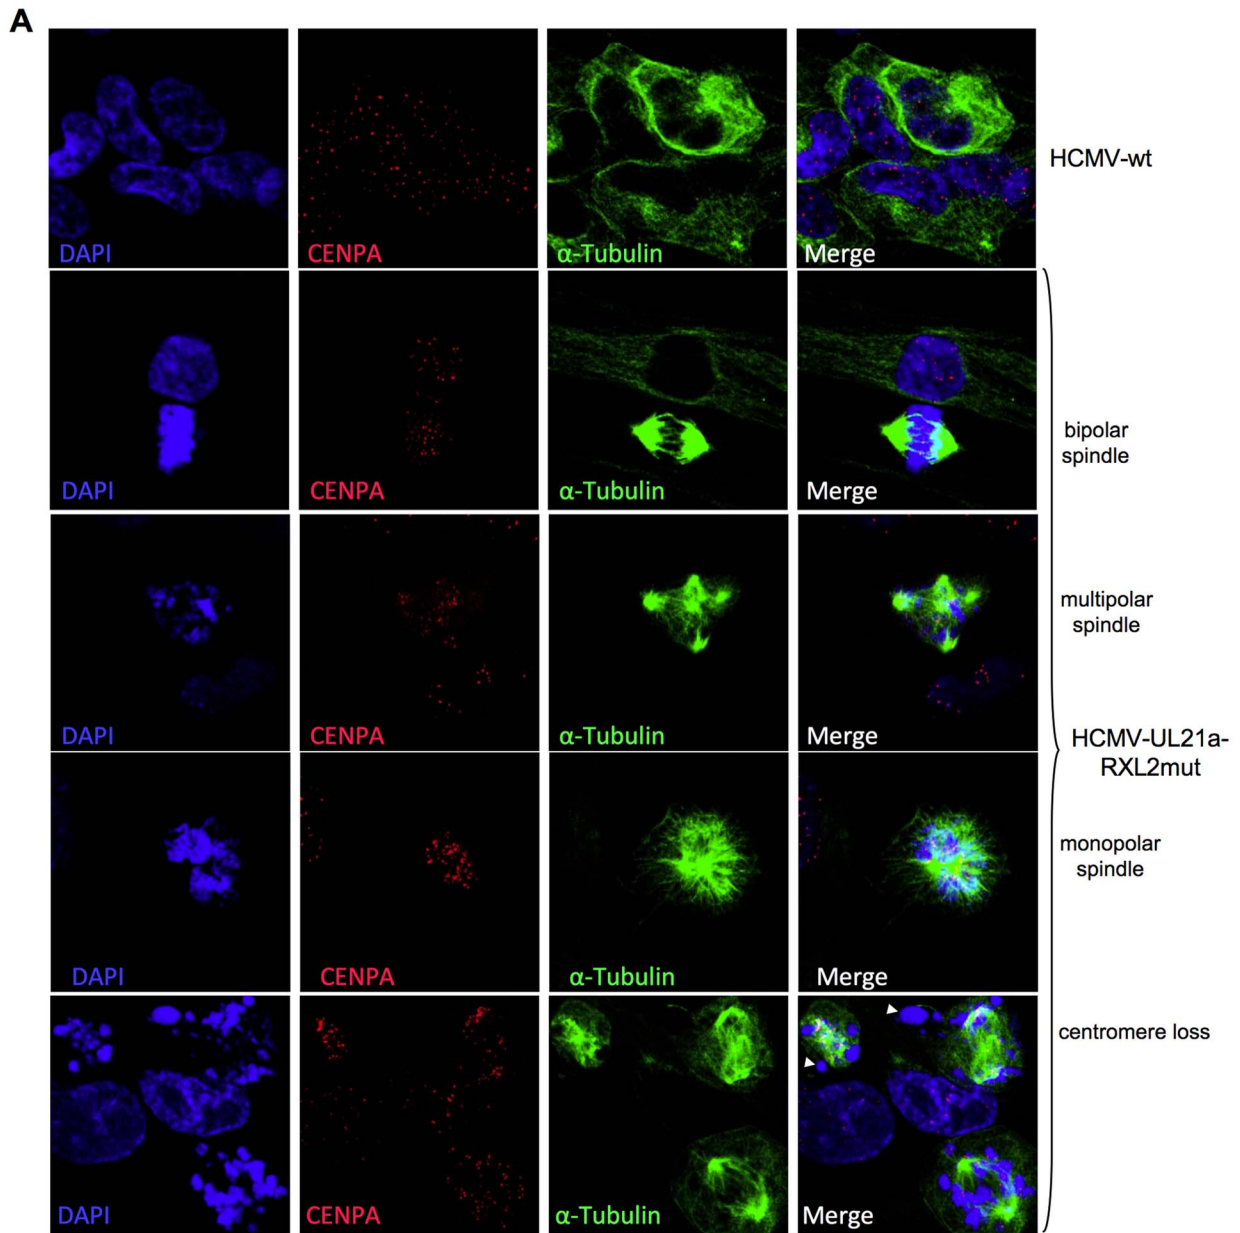 A
DAPI CENPA α-Tubulin Merge
HCMV-wt
DAPI CENPA α-Tubulin Merge
bipolar
spindle
DAPI CENPA α-Tubulin Merge
multipolar
spindle
HCMV-UL21a-
RXL2mut
DAPI CENPA α-Tubulin Merge
monopolar
spindle
DAPI CENPA α-Tubulin Merge
centromere loss